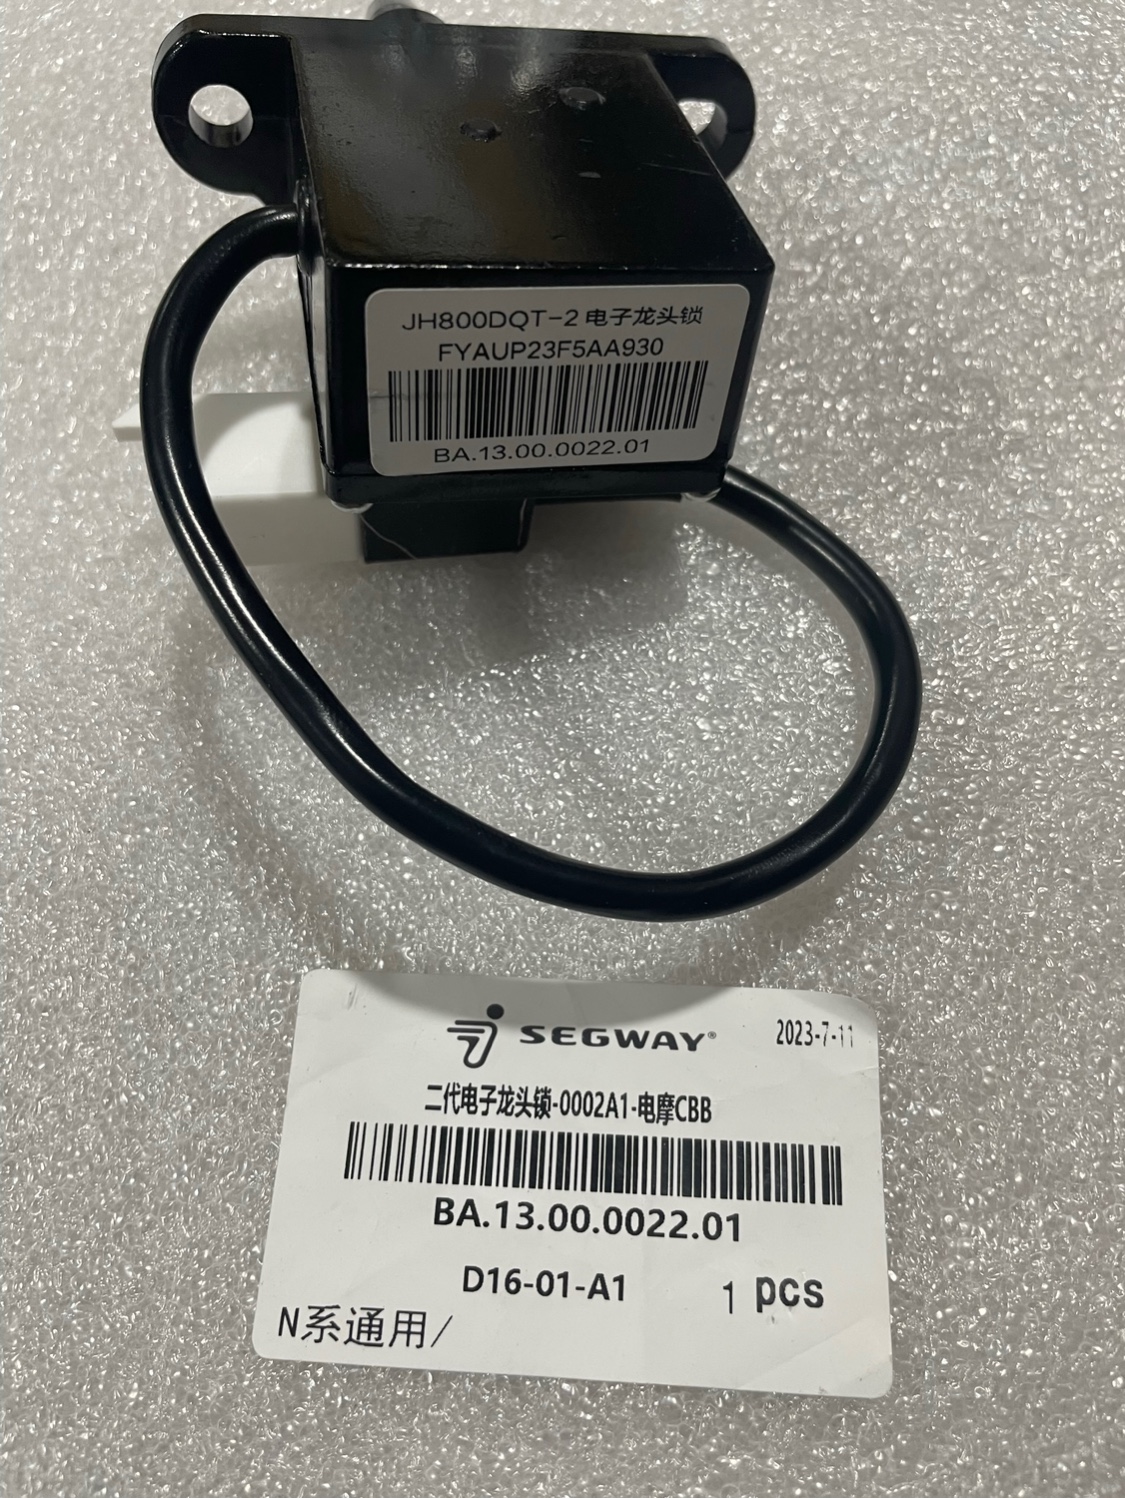 JH800DQT-2 电子龙头锁
FYAUP23F5AA930
BA.13.00.0022.01
SEGWAY®
2023-7-11
二代电子龙头锁-0002A1-电摩CBB
BA.13.00.0022.01
D16-01-A1
1 pcs
N系通用/